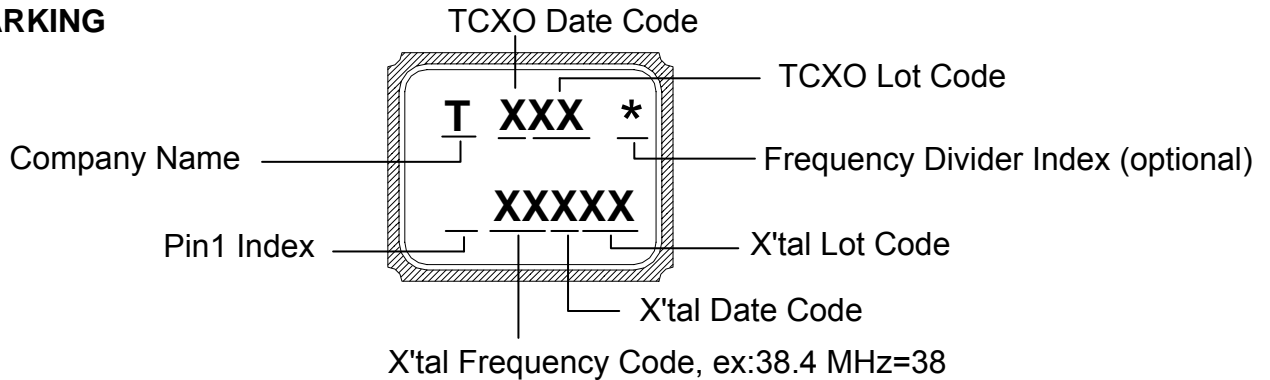 ARKING
TCXO Date Code
TCXO Lot Code
T XXX *
Company Name
Frequency Divider Index (optional)
XXXXX
Pin1 Index
X'tal Lot Code
X'tal Date Code
X'tal Frequency Code, ex:38.4 MHz=38